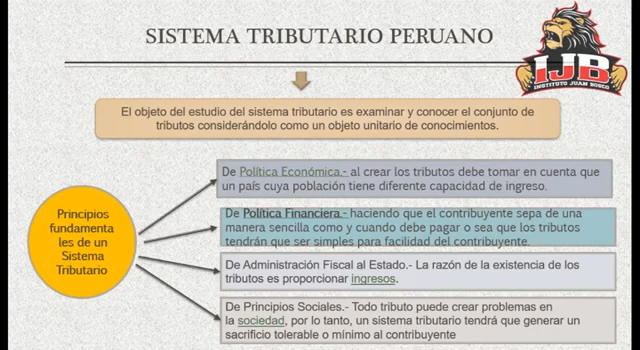 SISTEMA TRIBUTARIO PERUANO
IJB
INSTITUTO JUAN BOSCO
El objeto del estudio del sistema tributario es examinar y conocer el conjunto de
tributos considerándolo como un objeto unitario de conocimientos.
Principios
fundamenta
les de un
Sistema
Tributario
De Política Económica.- al crear los tributos debe tomar en cuenta que
un país cuya población tiene diferente capacidad de ingreso.
De Política Financiera.- haciendo que el contribuyente sepa de una
manera sencilla como y cuando debe pagar o sea que los tributos
tendrán que ser simples para facilidad del contribuyente.
De Administración Fiscal al Estado.- La razón de la existencia de los
tributos es proporcionar ingresos.
De Principios Sociales.- Todo tributo puede crear problemas en
la sociedad, por lo tanto, un sistema tributario tendrá que generar un
sacrificio tolerable o mínimo al contribuyente